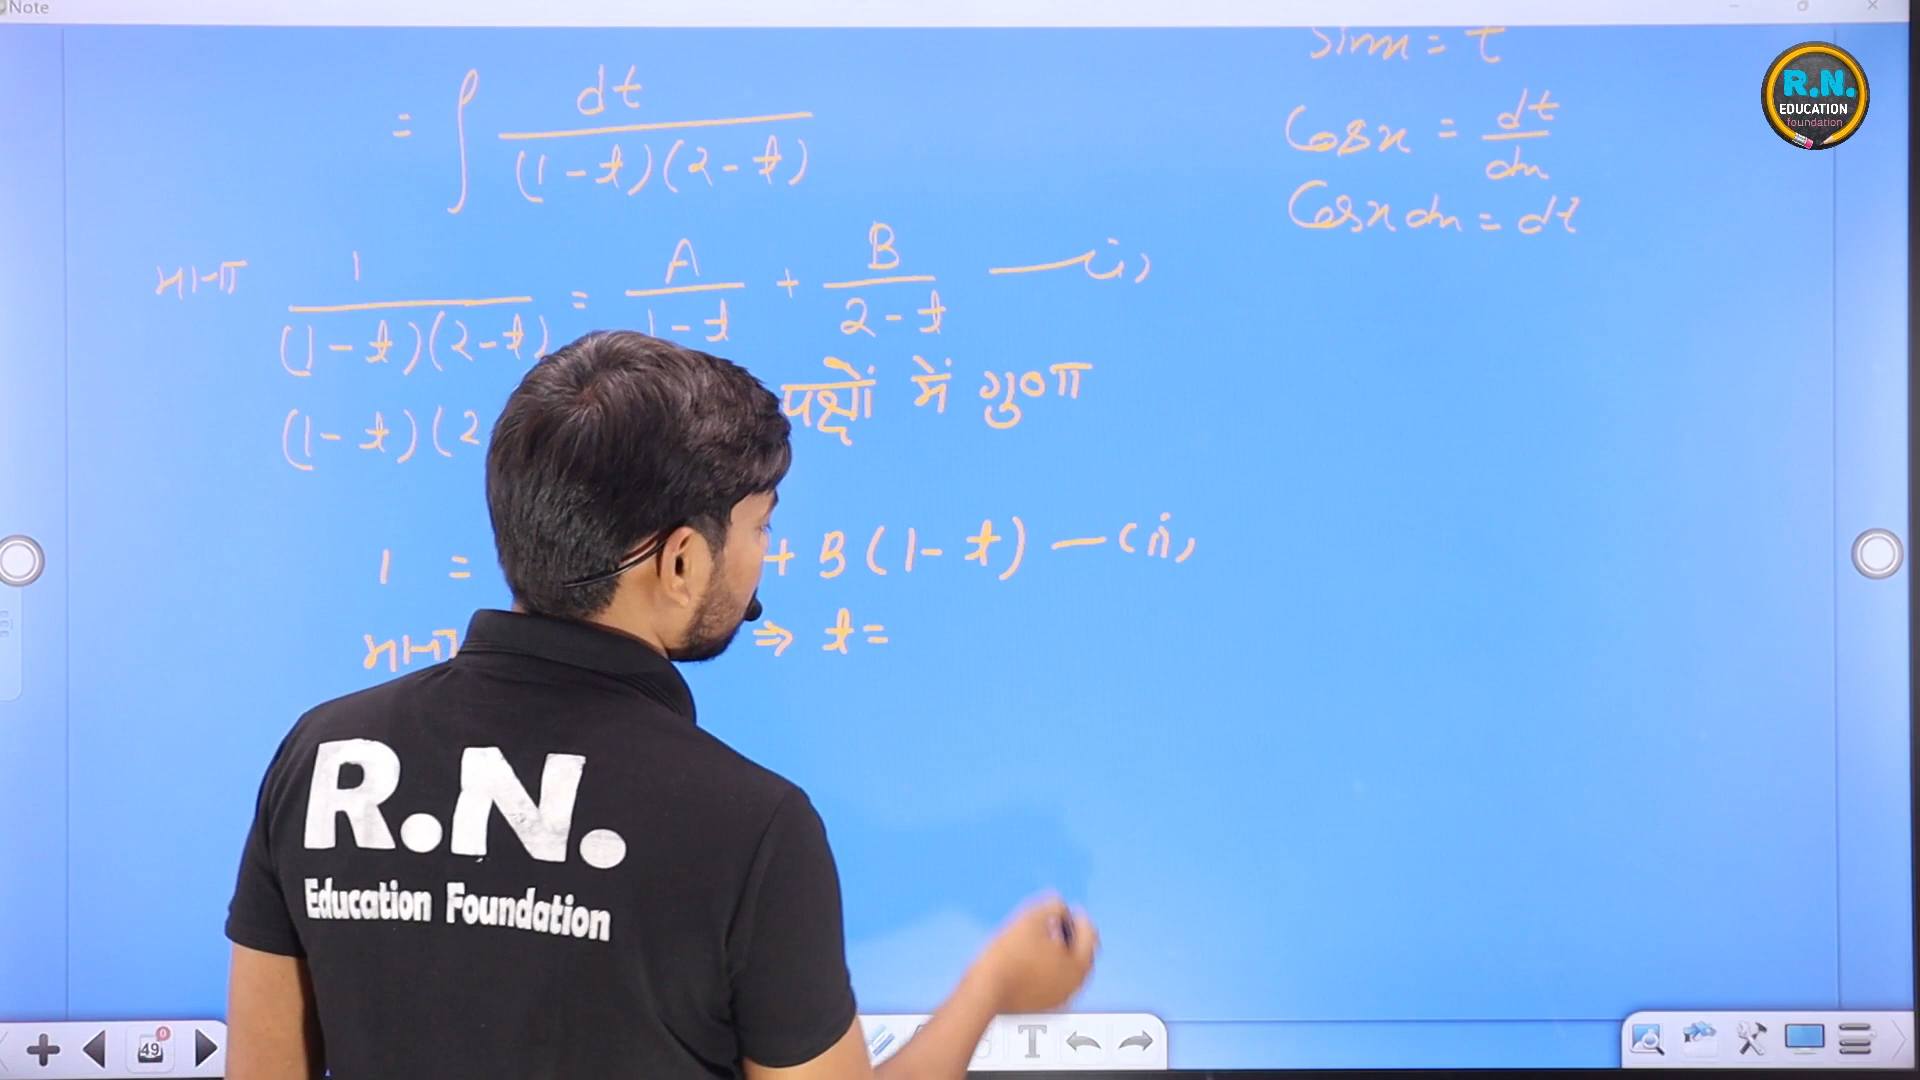 Note
sinx = t
= ∫ dt / (1-t)(2-t)
Cosx = dt/dx
Cosx dx = dt
माना 1/(1-t)(2-t) = A/1-t + B/2-t —(i)
(1-t)(2 पक्षों में गुणा
1 = + B(1-t) —(ii)
माना ⇒ t=
R.N.
EDUCATION
foundation
R.N.
Education Foundation
49
0
T